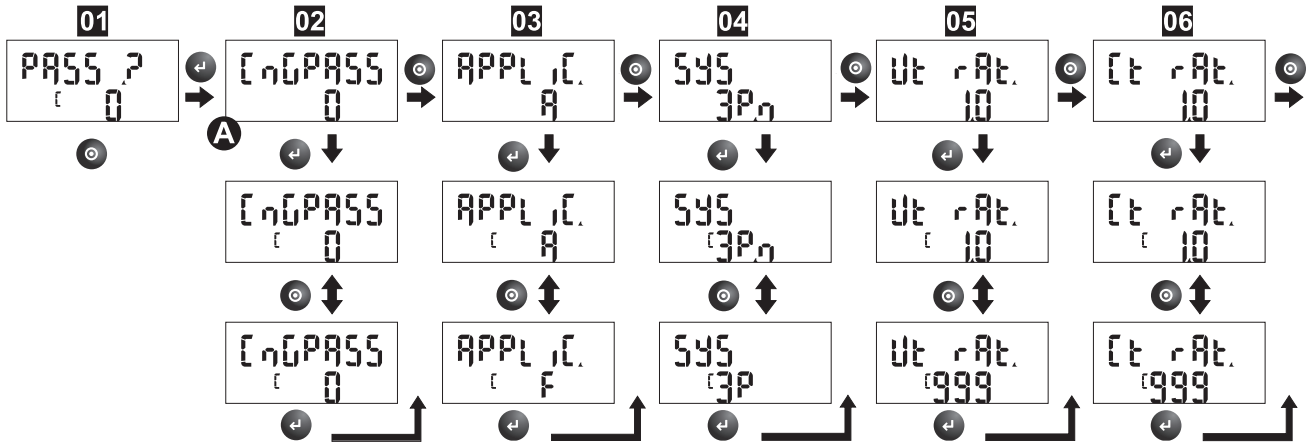 01 02 03 04 05 06
PASS ? CnGPASS APPLiC. SYS Ut rAt. Ct rAt.
[ 0 0 A 3P.n 1.0 1.0
A
CnGPASS APPLiC. SYS Ut rAt. Ct rAt.
[ 0 [ A [ 3P.n [ 1.0 [ 1.0
CnGPASS APPLiC. SYS Ut rAt. Ct rAt.
[ 0 [ F [ 3P [ 999 [ 999